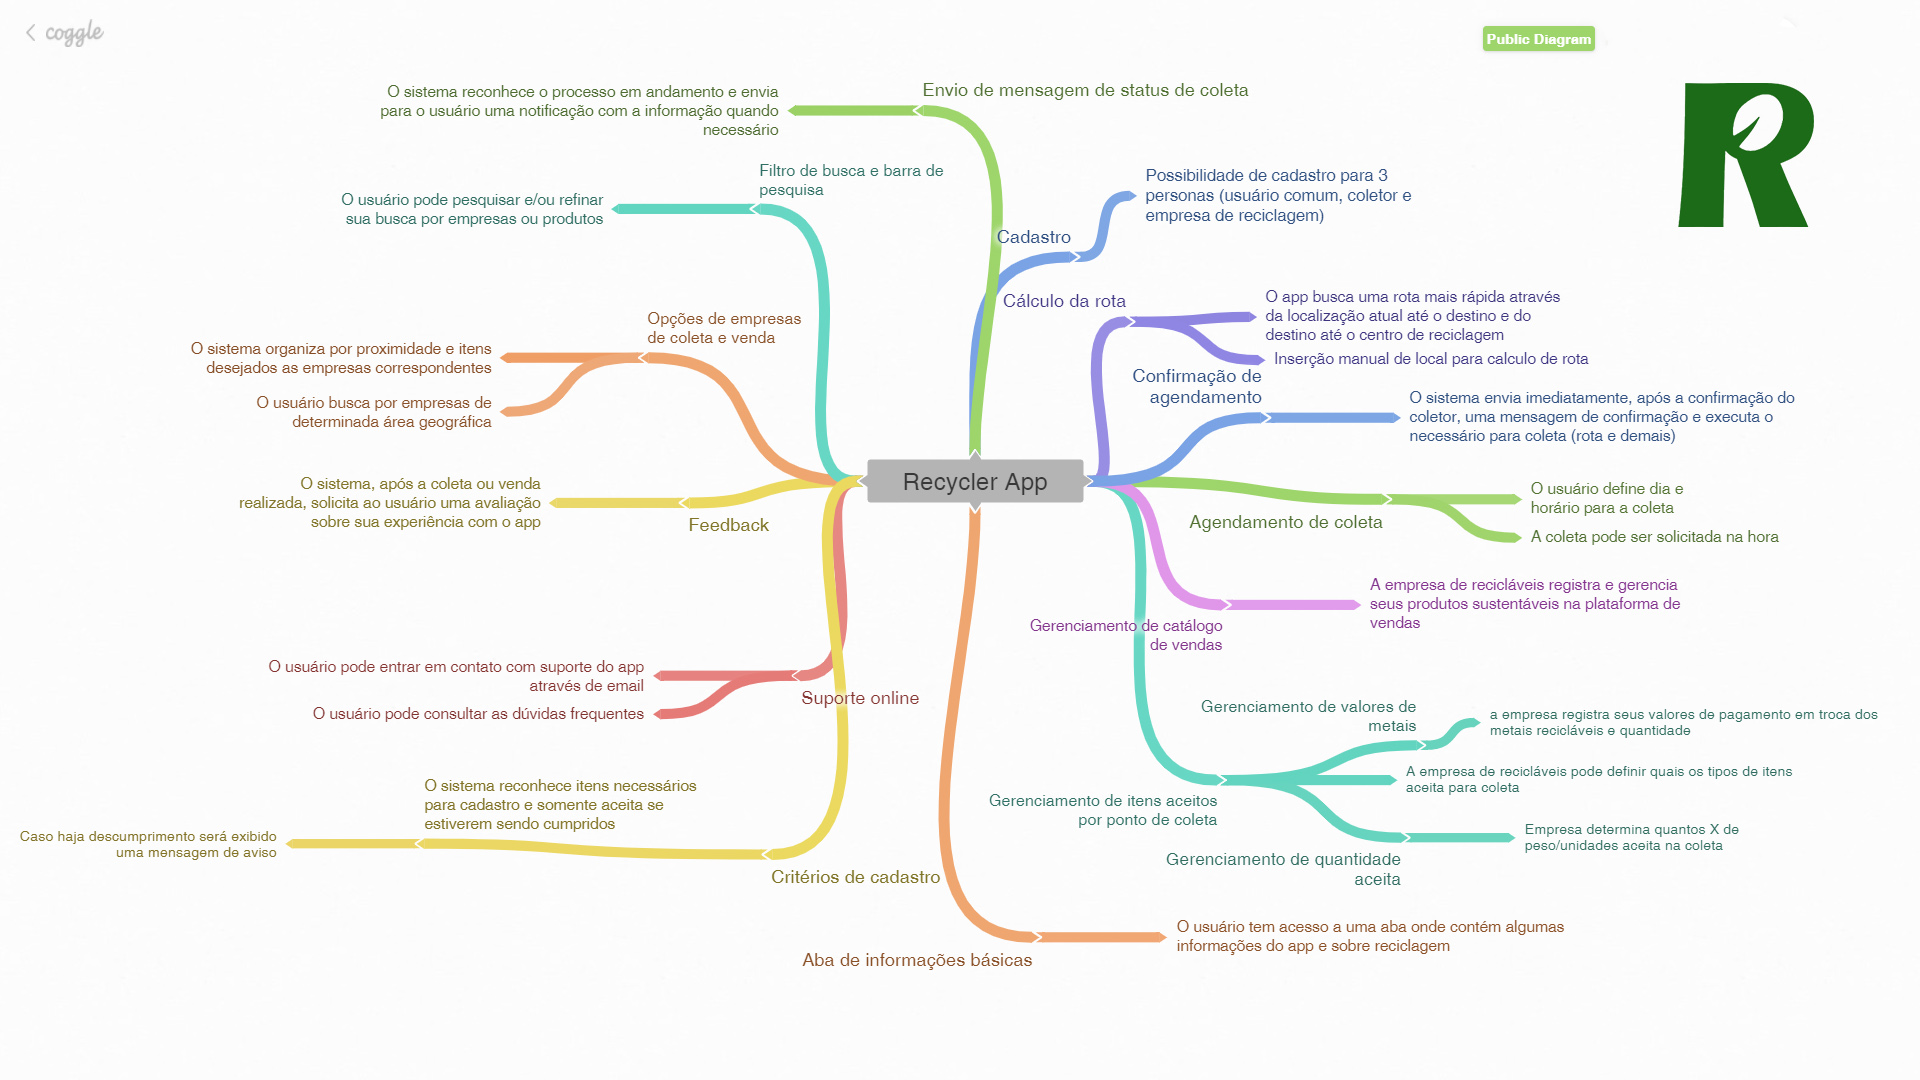 coggle
Public Diagram
R
Envio de mensagem de status de coleta
O sistema reconhece o processo em andamento e envia
para o usuário uma notificação com a informação quando
necessário
Filtro de busca e barra de
pesquisa
O usuário pode pesquisar e/ou refinar
sua busca por empresas ou produtos
Opções de empresas
de coleta e venda
O sistema organiza por proximidade e itens
desejados as empresas correspondentes
O usuário busca por empresas de
determinada área geográfica
O sistema, após a coleta ou venda
realizada, solicita ao usuário uma avaliação
sobre sua experiência com o app
Feedback
O usuário pode entrar em contato com suporte do app
através de email
O usuário pode consultar as dúvidas frequentes
Suporte online
O sistema reconhece itens necessários
para cadastro e somente aceita se
estiverem sendo cumpridos
Caso haja descumprimento será exibido
uma mensagem de aviso
Critérios de cadastro
Recycler App
Cadastro
Possibilidade de cadastro para 3
personas (usuário comum, coletor e
empresa de reciclagem)
Cálculo da rota
O app busca uma rota mais rápida através
da localização atual até o destino e do
destino até o centro de reciclagem
Inserção manual de local para calculo de rota
Confirmação de
agendamento
O sistema envia imediatamente, após a confirmação do
coletor, uma mensagem de confirmação e executa o
necessário para coleta (rota e demais)
Agendamento de coleta
O usuário define dia e
horário para a coleta
A coleta pode ser solicitada na hora
Gerenciamento de catálogo
de vendas
A empresa de recicláveis registra e gerencia
seus produtos sustentáveis na plataforma de
vendas
Gerenciamento de itens aceitos
por ponto de coleta
Gerenciamento de valores de
metais
a empresa registra seus valores de pagamento em troca dos
metais recicláveis e quantidade
A empresa de recicláveis pode definir quais os tipos de itens
aceita para coleta
Gerenciamento de quantidade
aceita
Empresa determina quantos X de
peso/unidades aceita na coleta
Aba de informações básicas
O usuário tem acesso a uma aba onde contém algumas
informações do app e sobre reciclagem